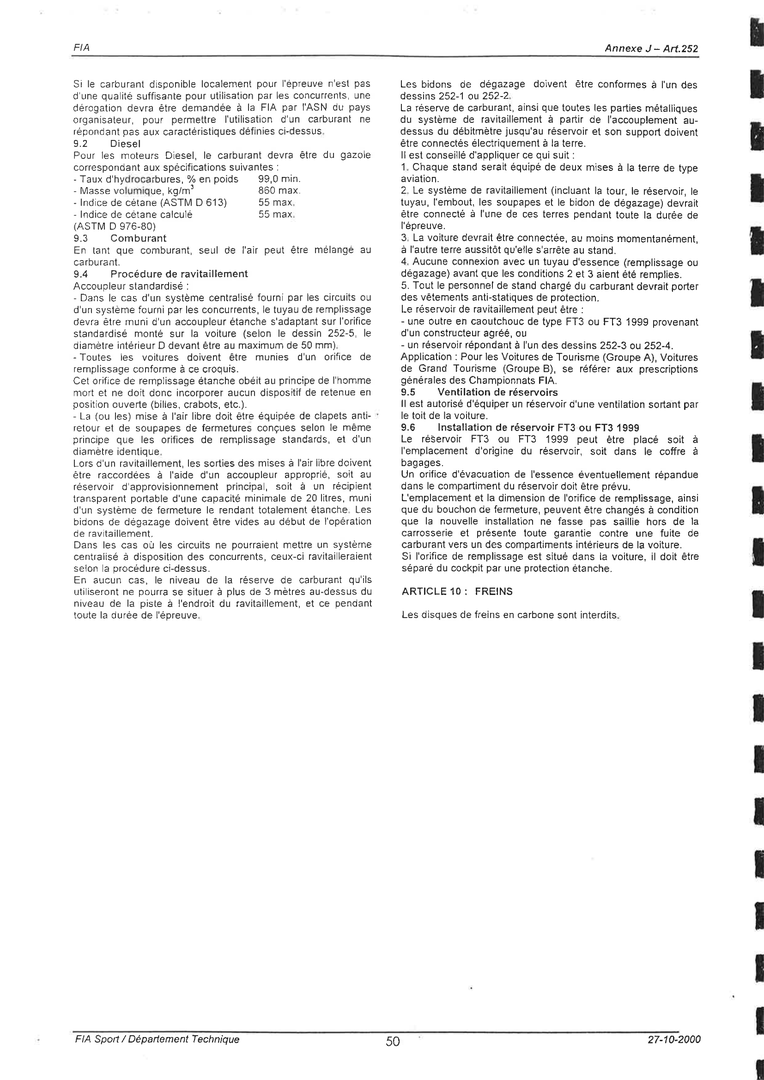 FIA
Annexe J – Art.252
Si le carburant disponible localement pour l'épreuve n'est pas
d'une qualité suffisante pour utilisation par les concurrents, une
dérogation devra être demandée à la FIA par l'ASN du pays
organisateur, pour permettre l'utilisation d'un carburant ne
répondant pas aux caractéristiques définies ci-dessus.
9.2 Diesel
Pour les moteurs Diesel, le carburant devra être du gazole
correspondant aux spécifications suivantes :
- Taux d'hydrocarbures, % en poids 99,0 min.
- Masse volumique, kg/m³ 860 max.
- Indice de cétane (ASTM D 613) 55 max.
- Indice de cétane calculé 55 max.
(ASTM D 976-80)
9.3 Comburant
En tant que comburant, seul de l'air peut être mélangé au
carburant.
9.4 Procédure de ravitaillement
Accoupleur standardisé :
- Dans le cas d'un système centralisé fourni par les circuits ou
d'un système fourni par les concurrents, le tuyau de remplissage
devra être muni d'un accoupleur étanche s'adaptant sur l'orifice
standardisé monté sur la voiture (selon le dessin 252-5, le
diamètre intérieur D devant être au maximum de 50 mm).
- Toutes les voitures doivent être munies d'un orifice de
remplissage conforme à ce croquis.
Cet orifice de remplissage étanche obéit au principe de l'homme
mort et ne doit donc incorporer aucun dispositif de retenue en
position ouverte (billes, crabots, etc.).
- La (ou les) mise à l'air libre doit être équipée de clapets anti-
retour et de soupapes de fermetures conçues selon le même
principe que les orifices de remplissage standards, et d'un
diamètre identique.
Lors d'un ravitaillement, les sorties des mises à l'air libre doivent
être raccordées à l'aide d'un accoupleur approprié, soit au
réservoir d'approvisionnement principal, soit à un récipient
transparent portable d'une capacité minimale de 20 litres, muni
d'un système de fermeture le rendant totalement étanche. Les
bidons de dégazage doivent être vides au début de l'opération
de ravitaillement.
Dans les cas où les circuits ne pourraient mettre un système
centralisé à disposition des concurrents, ceux-ci ravitailleraient
selon la procédure ci-dessus.
En aucun cas, le niveau de la réserve de carburant qu'ils
utiliseront ne pourra se situer à plus de 3 mètres au-dessus du
niveau de la piste à l'endroit du ravitaillement, et ce pendant
toute la durée de l'épreuve.
Les bidons de dégazage doivent être conformes à l'un des
dessins 252-1 ou 252-2.
La réserve de carburant, ainsi que toutes les parties métalliques
du système de ravitaillement à partir de l'accouplement au-
dessus du débitmètre jusqu'au réservoir et son support doivent
être connectés électriquement à la terre.
Il est conseillé d'appliquer ce qui suit :
1. Chaque stand serait équipé de deux mises à la terre de type
aviation.
2. Le système de ravitaillement (incluant la tour, le réservoir, le
tuyau, l'embout, les soupapes et le bidon de dégazage) devrait
être connecté à l'une de ces terres pendant toute la durée de
l'épreuve.
3. La voiture devrait être connectée, au moins momentanément,
à l'autre terre aussitôt qu'elle s'arrête au stand.
4. Aucune connexion avec un tuyau d'essence (remplissage ou
dégazage) avant que les conditions 2 et 3 aient été remplies.
5. Tout le personnel de stand chargé du carburant devrait porter
des vêtements anti-statiques de protection.
Le réservoir de ravitaillement peut être :
- une outre en caoutchouc de type FT3 ou FT3 1999 provenant
d'un constructeur agréé, ou
- un réservoir répondant à l'un des dessins 252-3 ou 252-4.
Application : Pour les Voitures de Tourisme (Groupe A), Voitures
de Grand Tourisme (Groupe B), se référer aux prescriptions
générales des Championnats FIA.
9.5 Ventilation de réservoirs
Il est autorisé d'équiper un réservoir d'une ventilation sortant par
le toit de la voiture.
9.6 Installation de réservoir FT3 ou FT3 1999
Le réservoir FT3 ou FT3 1999 peut être placé soit à
l'emplacement d'origine du réservoir, soit dans le coffre à
bagages.
Un orifice d'évacuation de l'essence éventuellement répandue
dans le compartiment du réservoir doit être prévu.
L'emplacement et la dimension de l'orifice de remplissage, ainsi
que du bouchon de fermeture, peuvent être changés à condition
que la nouvelle installation ne fasse pas saillie hors de la
carrosserie et présente toute garantie contre une fuite de
carburant vers un des compartiments intérieurs de la voiture.
Si l'orifice de remplissage est situé dans la voiture, il doit être
séparé du cockpit par une protection étanche.
ARTICLE 10 : FREINS
Les disques de freins en carbone sont interdits.
FIA Sport / Département Technique
50
27-10-2000